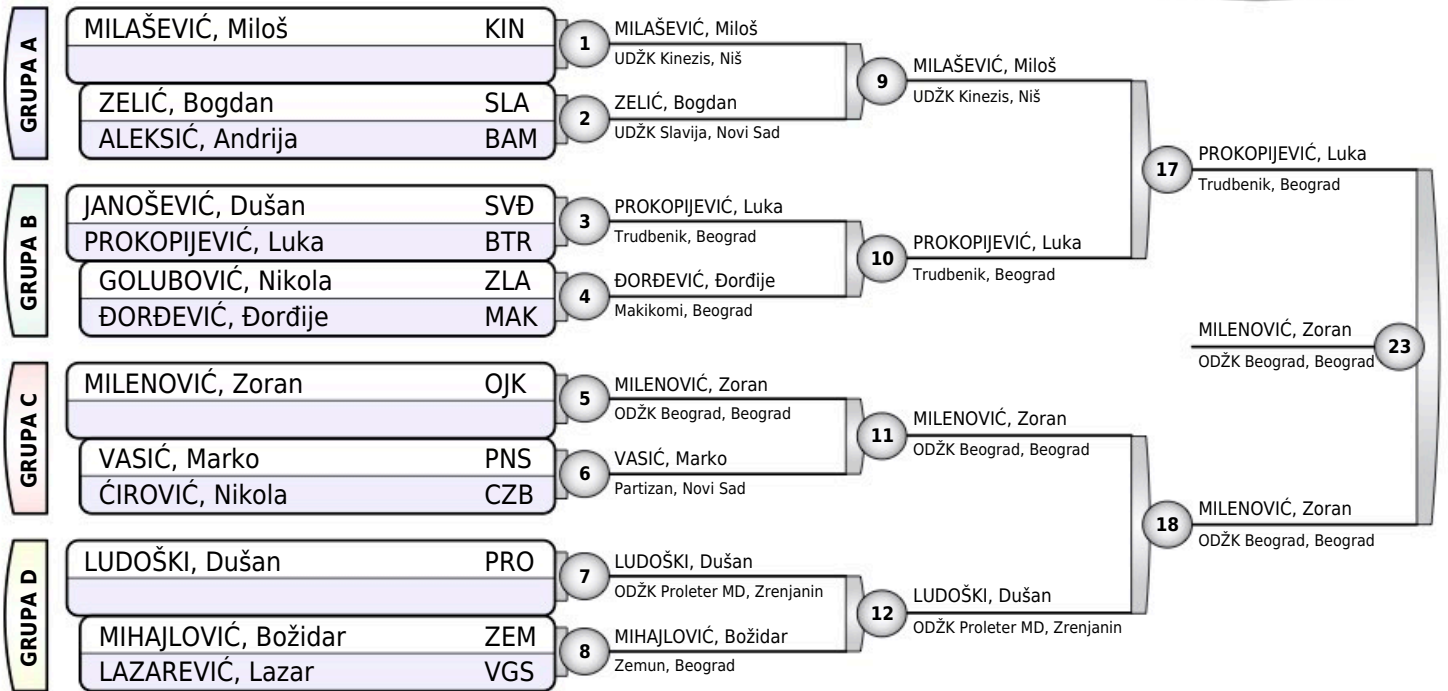 GRUPA A
MILAŠEVIĆ, Miloš KIN
ZELIĆ, Bogdan SLA
ALEKSIĆ, Andrija BAM
GRUPA B
JANOŠEVIĆ, Dušan SVĐ
PROKOPIJEVIĆ, Luka BTR
GOLUBOVIĆ, Nikola ZLA
ĐORĐEVIĆ, Đorđije MAK
GRUPA C
MILENOVIĆ, Zoran OJK
VASIĆ, Marko PNS
ĆIROVIĆ, Nikola CZB
GRUPA D
LUDOŠKI, Dušan PRO
MIHAJLOVIĆ, Božidar ZEM
LAZAREVIĆ, Lazar VGS
1
MILAŠEVIĆ, Miloš
UDŽK Kinezis, Niš
2
ZELIĆ, Bogdan
UDŽK Slavija, Novi Sad
3
PROKOPIJEVIĆ, Luka
Trudbenik, Beograd
4
ĐORĐEVIĆ, Đorđije
Makikomi, Beograd
5
MILENOVIĆ, Zoran
ODŽK Beograd, Beograd
6
VASIĆ, Marko
Partizan, Novi Sad
7
LUDOŠKI, Dušan
ODŽK Proleter MD, Zrenjanin
8
MIHAJLOVIĆ, Božidar
Zemun, Beograd
9
MILAŠEVIĆ, Miloš
UDŽK Kinezis, Niš
10
PROKOPIJEVIĆ, Luka
Trudbenik, Beograd
11
MILENOVIĆ, Zoran
ODŽK Beograd, Beograd
12
LUDOŠKI, Dušan
ODŽK Proleter MD, Zrenjanin
17
PROKOPIJEVIĆ, Luka
Trudbenik, Beograd
18
MILENOVIĆ, Zoran
ODŽK Beograd, Beograd
MILENOVIĆ, Zoran
ODŽK Beograd, Beograd
23